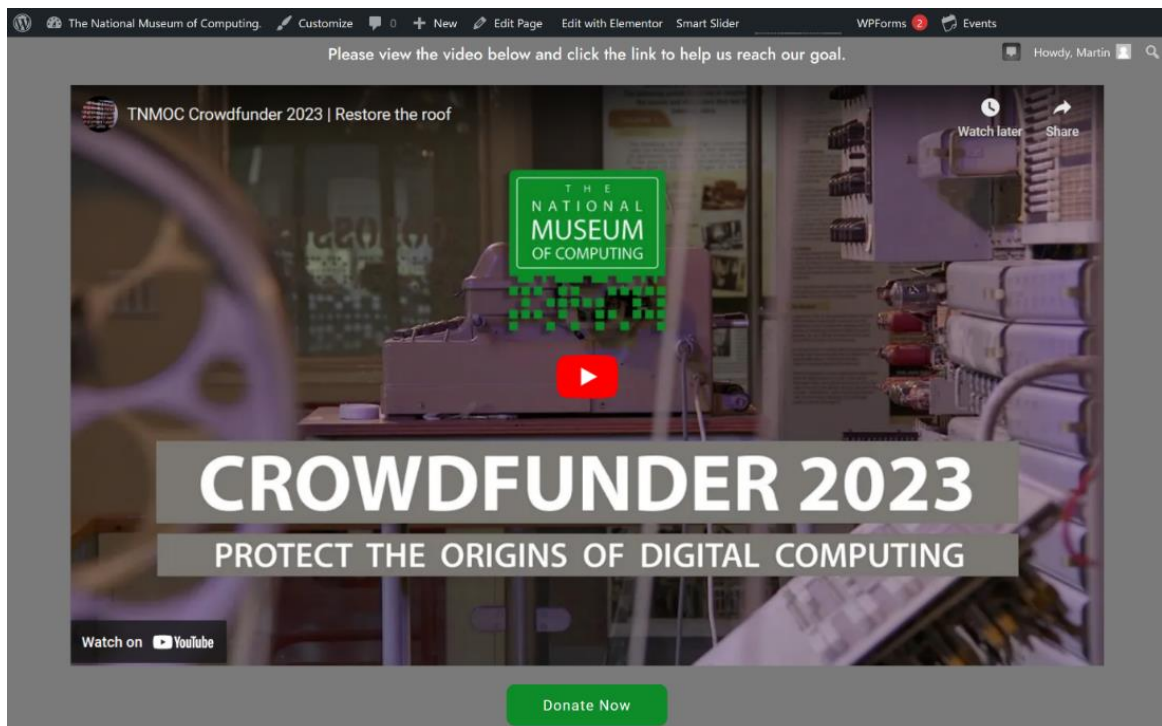 The National Museum of Computing. Customize 0 New Edit Page Edit with Elementor Smart Slider WPForms 2 Events
Please view the video below and click the link to help us reach our goal.
Howdy, Martin
TNMOC Crowdfunder 2023 | Restore the roof
Watch later Share
THE
NATIONAL
MUSEUM
OF COMPUTING
CROWDFUNDER 2023
PROTECT THE ORIGINS OF DIGITAL COMPUTING
Watch on YouTube
Donate Now